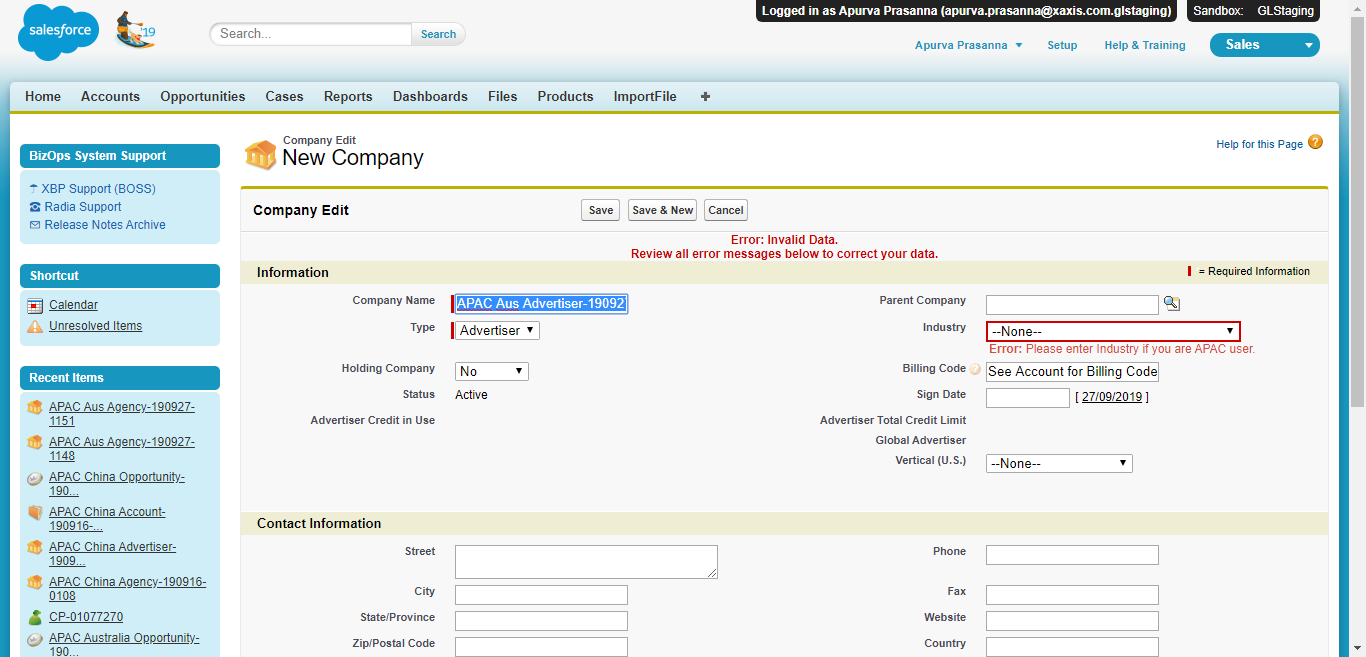 Logged in as Apurva Prasanna (apurva.prasanna@xaxis.com.glstaging)
Sandbox: GLStaging
salesforce
'19
Search...
Search
Apurva Prasanna
Setup
Help & Training
Sales
Home
Accounts
Opportunities
Cases
Reports
Dashboards
Files
Products
ImportFile
+
BizOps System Support
XBP Support (BOSS)
Radia Support
Release Notes Archive
Shortcut
Calendar
Unresolved Items
Recent Items
APAC Aus Agency-190927-
1151
APAC Aus Agency-190927-
1148
APAC China Opportunity-
190...
APAC China Account-
190916-...
APAC China Advertiser-
1909...
APAC China Agency-190916-
0108
CP-01077270
APAC Australia Opportunity-
190...
Company Edit
New Company
Help for this Page
Company Edit
Save
Save & New
Cancel
Error: Invalid Data.
Review all error messages below to correct your data.
Information
= Required Information
Company Name APAC Aus Advertiser-19092
Parent Company
Type Advertiser
Industry --None--
Error: Please enter Industry if you are APAC user.
Holding Company No
Billing Code See Account for Billing Code
Status Active
Sign Date [ 27/09/2019 ]
Advertiser Credit in Use
Advertiser Total Credit Limit
Global Advertiser
Vertical (U.S.) --None--
Contact Information
Street
Phone
City
Fax
State/Province
Website
Zip/Postal Code
Country